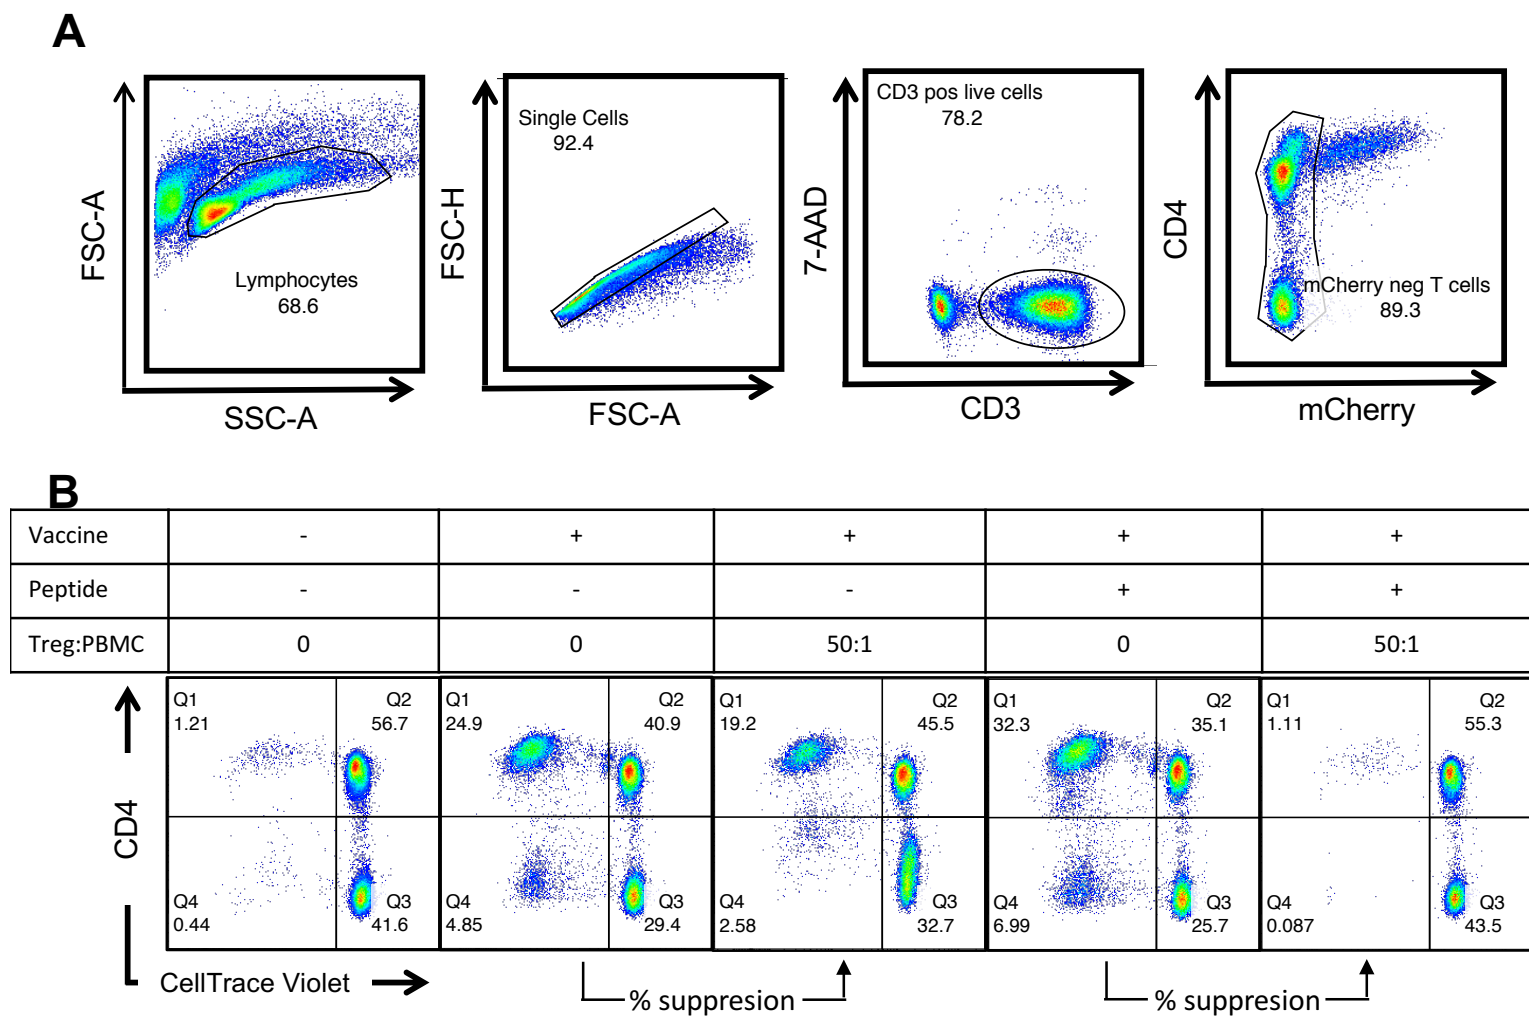 A
FSC-A
Lymphocytes
68.6
SSC-A
FSC-H
Single Cells
92.4
FSC-A
7-AAD
CD3 pos live cells
78.2
CD3
CD4
mCherry neg T cells
89.3
mCherry
B
Vaccine - + + + +
Peptide - - - + +
Treg:PBMC 0 0 50:1 0 50:1
CD4
Q1 Q2
1.21 56.7
Q4 Q3
0.44 41.6
Q1 Q2
24.9 40.9
Q4 Q3
4.85 29.4
Q1 Q2
19.2 45.5
Q4 Q3
2.58 32.7
Q1 Q2
32.3 35.1
Q4 Q3
6.99 25.7
Q1 Q2
1.11 55.3
Q4 Q3
0.087 43.5
CellTrace Violet
% suppresion
% suppresion